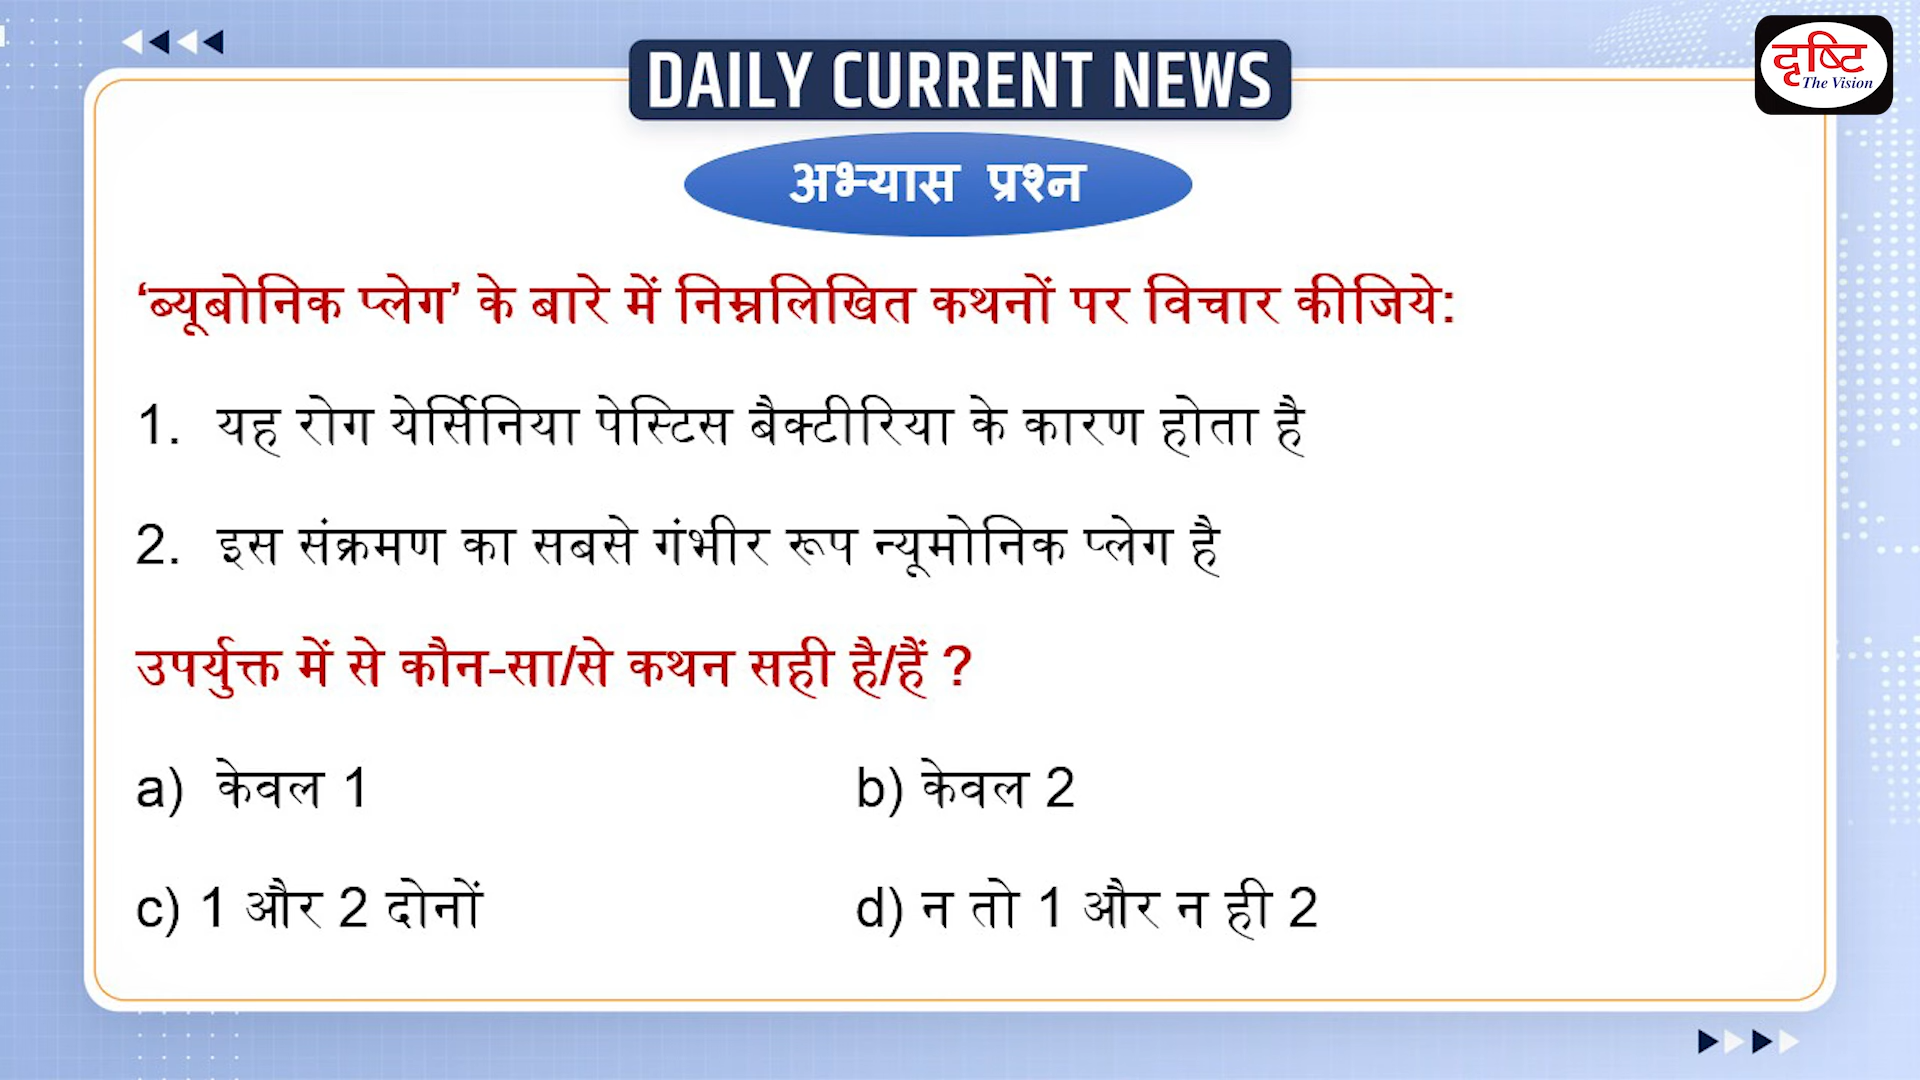 दृष्टि
The Vision
DAILY CURRENT NEWS
अभ्यास प्रश्न
‘ब्यूबोनिक प्लेग’ के बारे में निम्नलिखित कथनों पर विचार कीजिये:
1. यह रोग येर्सिनिया पेस्टिस बैक्टीरिया के कारण होता है
2. इस संक्रमण का सबसे गंभीर रूप न्यूमोनिक प्लेग है
उपर्युक्त में से कौन-सा/से कथन सही है/हैं ?
a) केवल 1 b) केवल 2
c) 1 और 2 दोनों d) न तो 1 और न ही 2